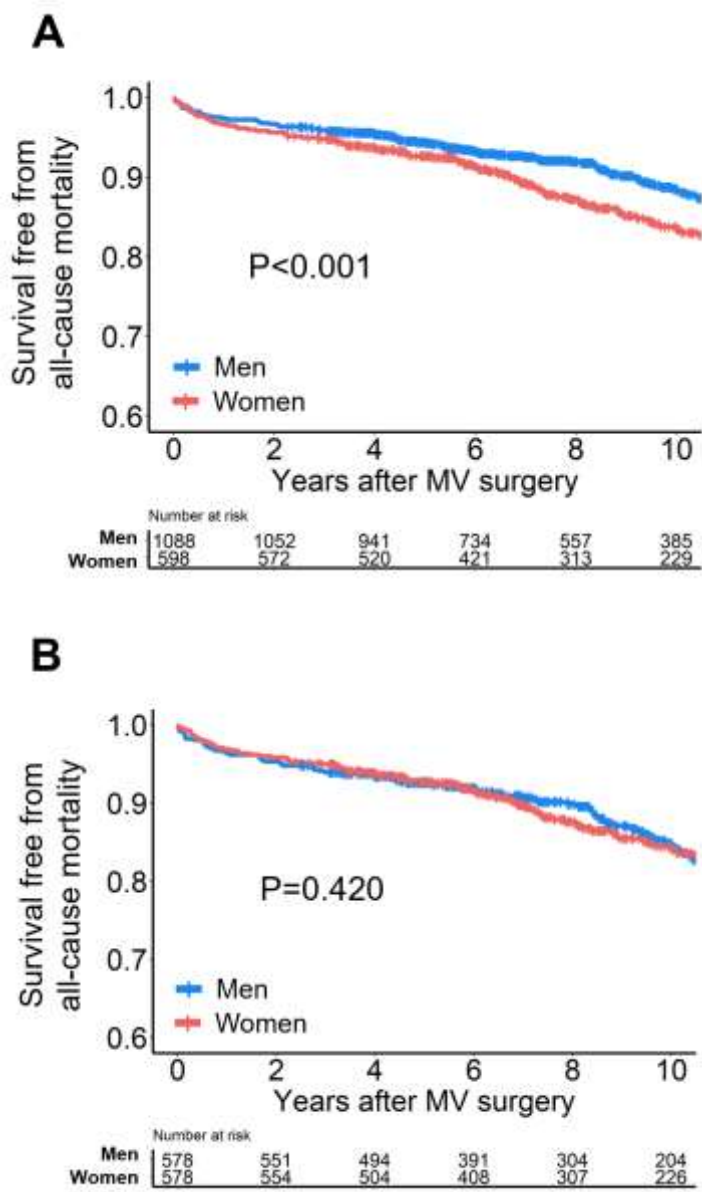 A
Survival free from
all-cause mortality
1.0
0.9
0.8
0.7
0.6
P<0.001
Men
Women
0 2 4 6 8 10
Years after MV surgery
Number at risk
Men 1088 1052 941 734 557 385
Women 598 572 520 421 313 229
B
Survival free from
all-cause mortality
1.0
0.9
0.8
0.7
0.6
P=0.420
Men
Women
0 2 4 6 8 10
Years after MV surgery
Number at risk
Men 578 551 494 391 304 204
Women 578 554 504 408 307 226